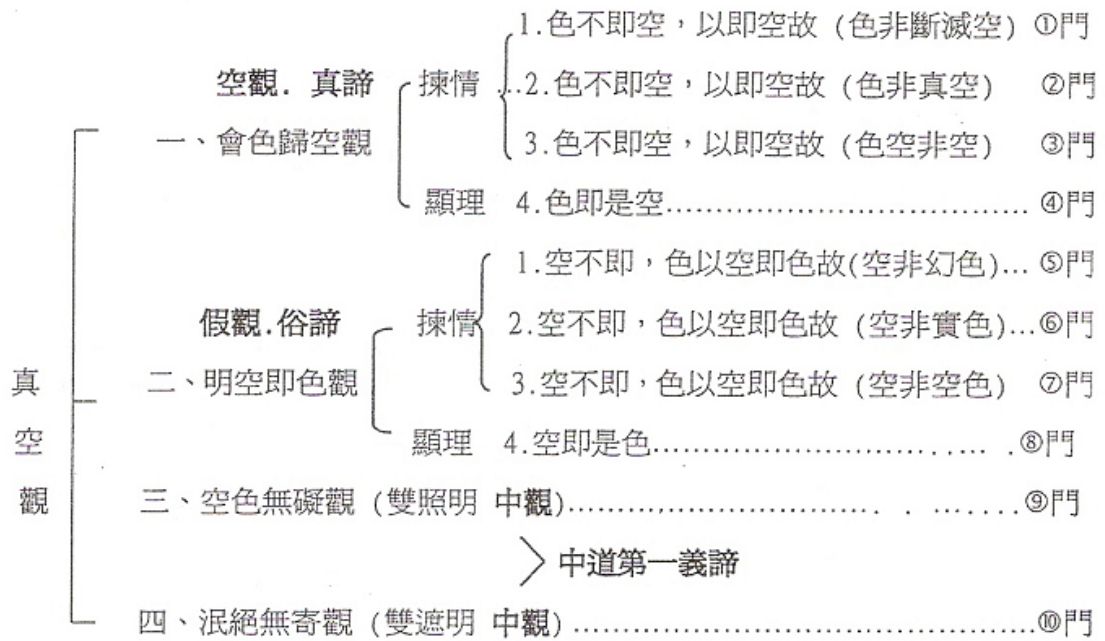 1.色不即空，以即空故 (色非斷滅空) ①門
空觀. 真諦 揀情 ..2.色不即空，以即空故 (色非真空) ②門
一、會色歸空觀 3.色不即空，以即空故 (色空非空) ③門
顯理 4.色即是空.................................... ④門
1.空不即，色以空即色故(空非幻色)... ⑤門
假觀.俗諦 揀情 2.空不即，色以空即色故 (空非實色)...⑥門
二、明空即色觀 3.空不即，色以空即色故 (空非空色) ⑦門
顯理 4.空即是色.................................. .⑧門
真空觀
三、空色無礙觀 (雙照明 中觀)........................................⑨門
中道第一義諦
四、泯絕無寄觀 (雙遮明 中觀) ..............................................⑩門